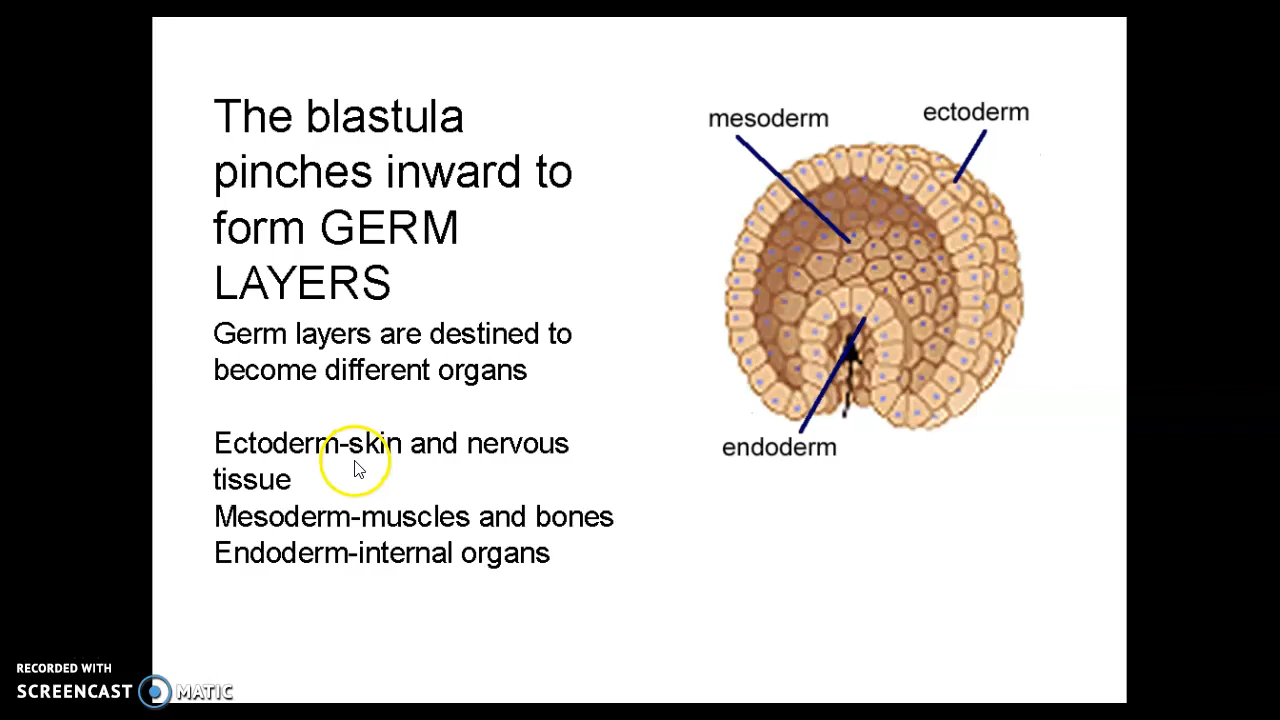 The blastula
pinches inward to
form GERM
LAYERS
Germ layers are destined to
become different organs
Ectoderm-skin and nervous
tissue
Mesoderm-muscles and bones
Endoderm-internal organs
mesoderm
ectoderm
endoderm
RECORDED WITH
SCREENCAST MATIC